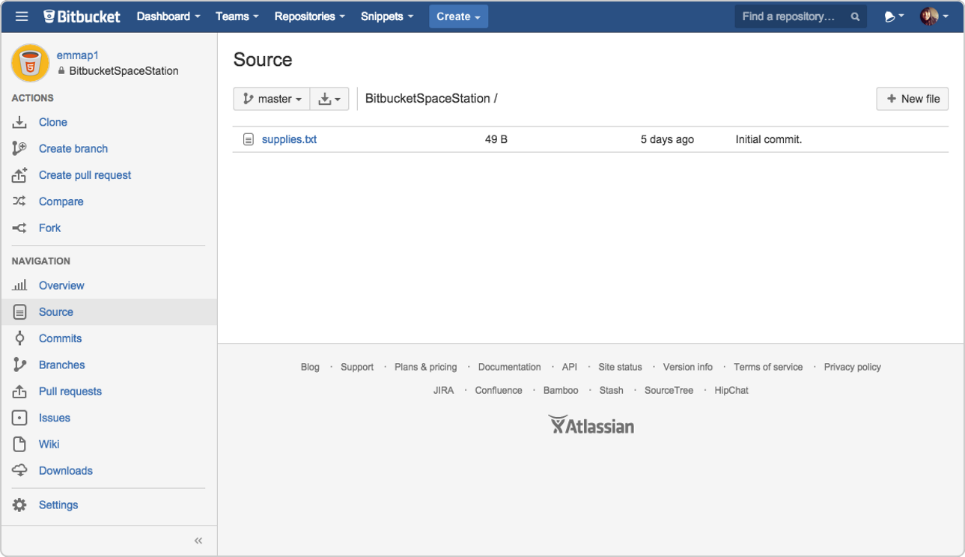 Bitbucket Dashboard Teams Repositories Snippets Create Find a repository...
emmap1
BitbucketSpaceStation
ACTIONS
Clone
Create branch
Create pull request
Compare
Fork
NAVIGATION
Overview
Source
Commits
Branches
Pull requests
Issues
Wiki
Downloads
Settings
«
Source
master BitbucketSpaceStation / + New file
supplies.txt 49 B 5 days ago Initial commit.
Blog · Support · Plans & pricing · Documentation · API · Site status · Version info · Terms of service · Privacy policy
JIRA · Confluence · Bamboo · Stash · SourceTree · HipChat
Atlassian